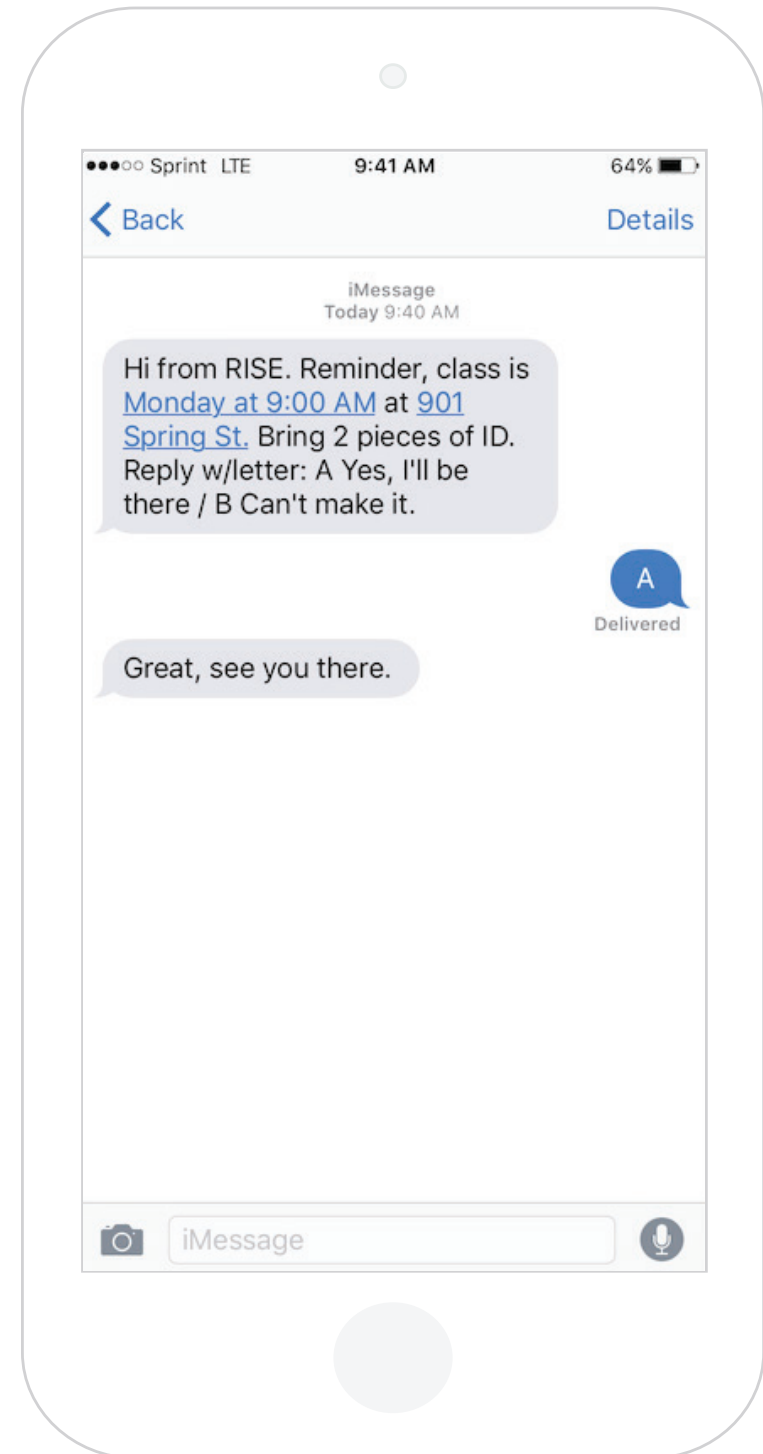 Sprint LTE 9:41 AM 64%
Back Details
iMessage
Today 9:40 AM
Hi from RISE. Reminder, class is
Monday at 9:00 AM at 901
Spring St. Bring 2 pieces of ID.
Reply w/letter: A Yes, I'll be
there / B Can't make it.
A
Delivered
Great, see you there.
iMessage